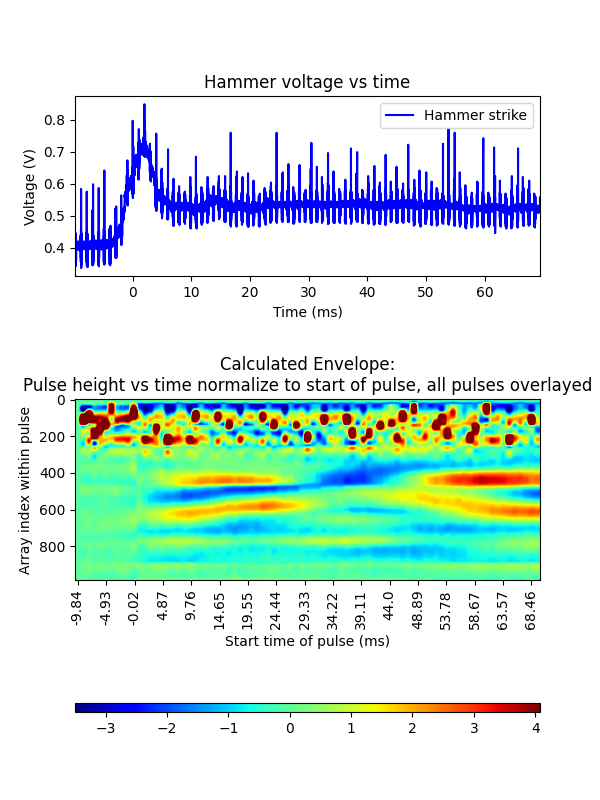 Hammer voltage vs time
Hammer strike
Voltage (V)
0.8
0.7
0.6
0.5
0.4
0 10 20 30 40 50 60
Time (ms)
Calculated Envelope:
Pulse height vs time normalize to start of pulse, all pulses overlayed
Array index within pulse
0
200
400
600
800
-9.84 -4.93 -0.02 4.87 9.76 14.65 19.55 24.44 29.33 34.22 39.11 44.0 48.89 53.78 58.67 63.57 68.46
Start time of pulse (ms)
−3 −2 −1 0 1 2 3 4